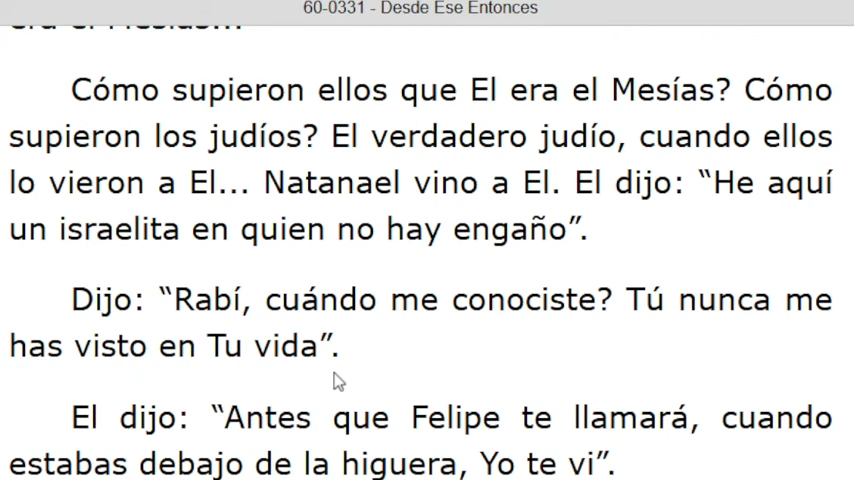 60-0331 - Desde Ese Entonces
era el Mesías...
Cómo supieron ellos que El era el Mesías? Cómo
supieron los judíos? El verdadero judío, cuando ellos
lo vieron a El... Natanael vino a El. El dijo: “He aquí
un israelita en quien no hay engaño”.
Dijo: “Rabí, cuándo me conociste? Tú nunca me
has visto en Tu vida”.
El dijo: “Antes que Felipe te llamará, cuando
estabas debajo de la higuera, Yo te vi”.